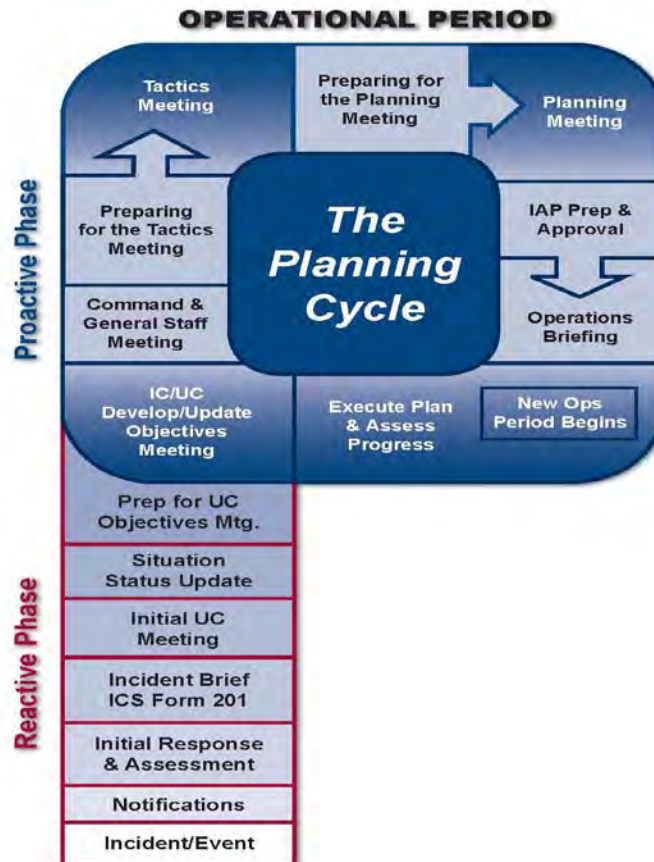 OPERATIONAL PERIOD
Tactics
Meeting
Preparing for
the Planning
Meeting
Planning
Meeting
Proactive Phase
Preparing
for the Tactics
Meeting
The
Planning
Cycle
IAP Prep &
Approval
Command &
General Staff
Meeting
Operations
Briefing
IC/UC
Develop/Update
Objectives
Meeting
Execute Plan
& Assess
Progress
New Ops
Period Begins
Prep for UC
Objectives Mtg.
Reactive Phase
Situation
Status Update
Initial UC
Meeting
Incident Brief
ICS Form 201
Initial Response
& Assessment
Notifications
Incident/Event